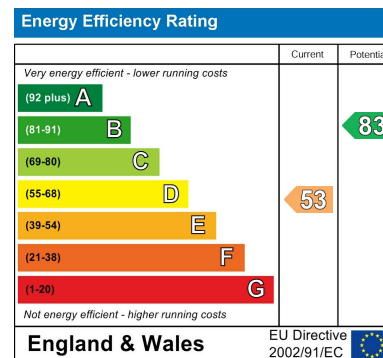 Energy Efficiency Rating
Current Potentia
Very energy efficient - lower running costs
(92 plus) A
(81-91) B
83
(69-80) C
(55-68) D
53
(39-54) E
(21-38) F
(1-20) G
Not energy efficient - higher running costs
England & Wales
EU Directive
2002/91/EC